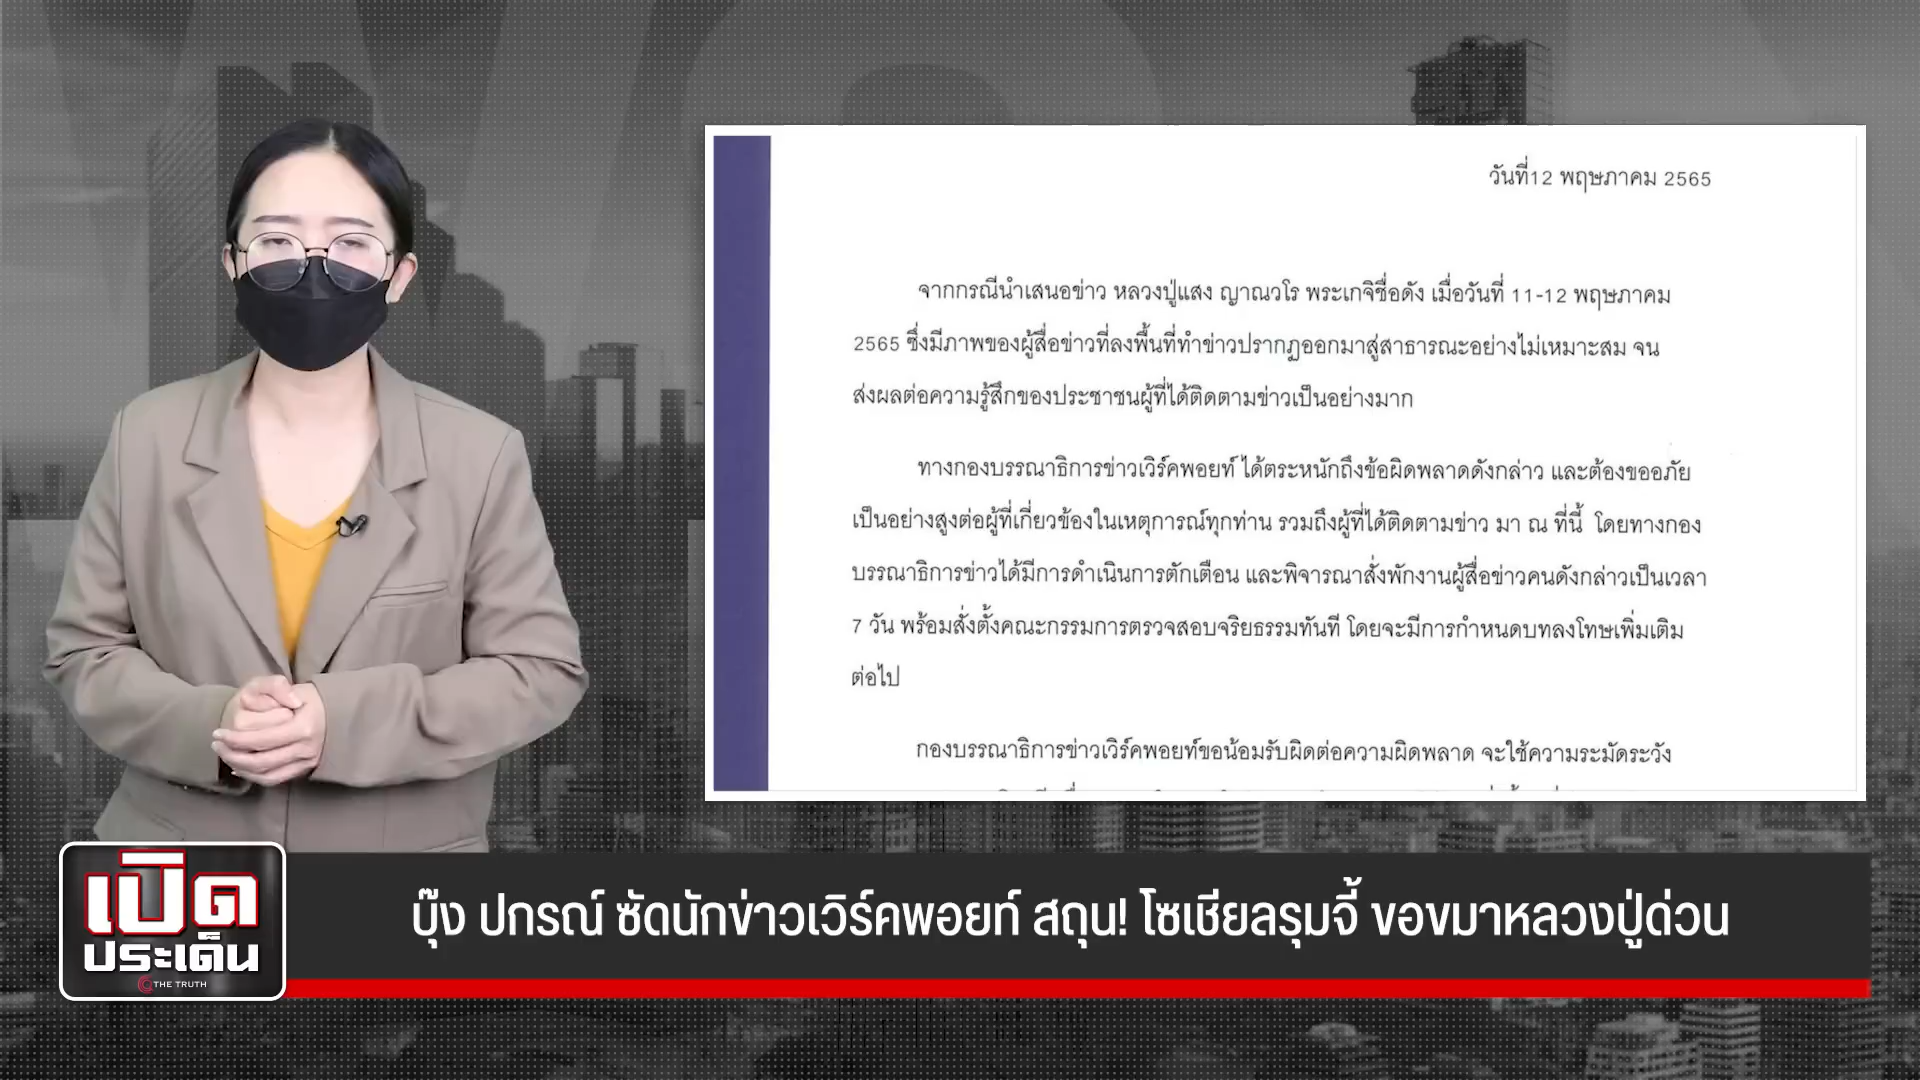 วันที่12 พฤษภาคม 2565
จากกรณีนำเสนอข่าว หลวงปู่แสง ญาณวโร พระเกจิชื่อดัง เมื่อวันที่ 11-12 พฤษภาคม
2565 ซึ่งมีภาพของผู้สื่อข่าวที่ลงพื้นที่ทำข่าวปรากฏออกมาสู่สาธารณะอย่างไม่เหมาะสม จน
ส่งผลต่อความรู้สึกของประชาชนผู้ที่ได้ติดตามข่าวเป็นอย่างมาก
ทางกองบรรณาธิการข่าวเวิร์คพอยท์ ได้ตระหนักถึงข้อผิดพลาดดังกล่าว และต้องขออภัย
เป็นอย่างสูงต่อผู้ที่เกี่ยวข้องในเหตุการณ์ทุกท่าน รวมถึงผู้ที่ได้ติดตามข่าว มา ณ ที่นี้ โดยทางกอง
บรรณาธิการข่าวได้มีการดำเนินการตักเตือน และพิจารณาสั่งพักงานผู้สื่อข่าวคนดังกล่าวเป็นเวลา
7 วัน พร้อมสั่งตั้งคณะกรรมการตรวจสอบจริยธรรมทันที โดยจะมีการกำหนดบทลงโทษเพิ่มเติม
ต่อไป
กองบรรณาธิการข่าวเวิร์คพอยท์ขอน้อมรับผิดต่อความผิดพลาด จะใช้ความระมัดระวัง
เปิด
ประเด็น
THE TRUTH
บุ๊ง ปกรณ์ ซัดนักข่าวเวิร์คพอยท์ สถุน! โซเชียลรุมจี้ ขอขมาหลวงปู่ด่วน